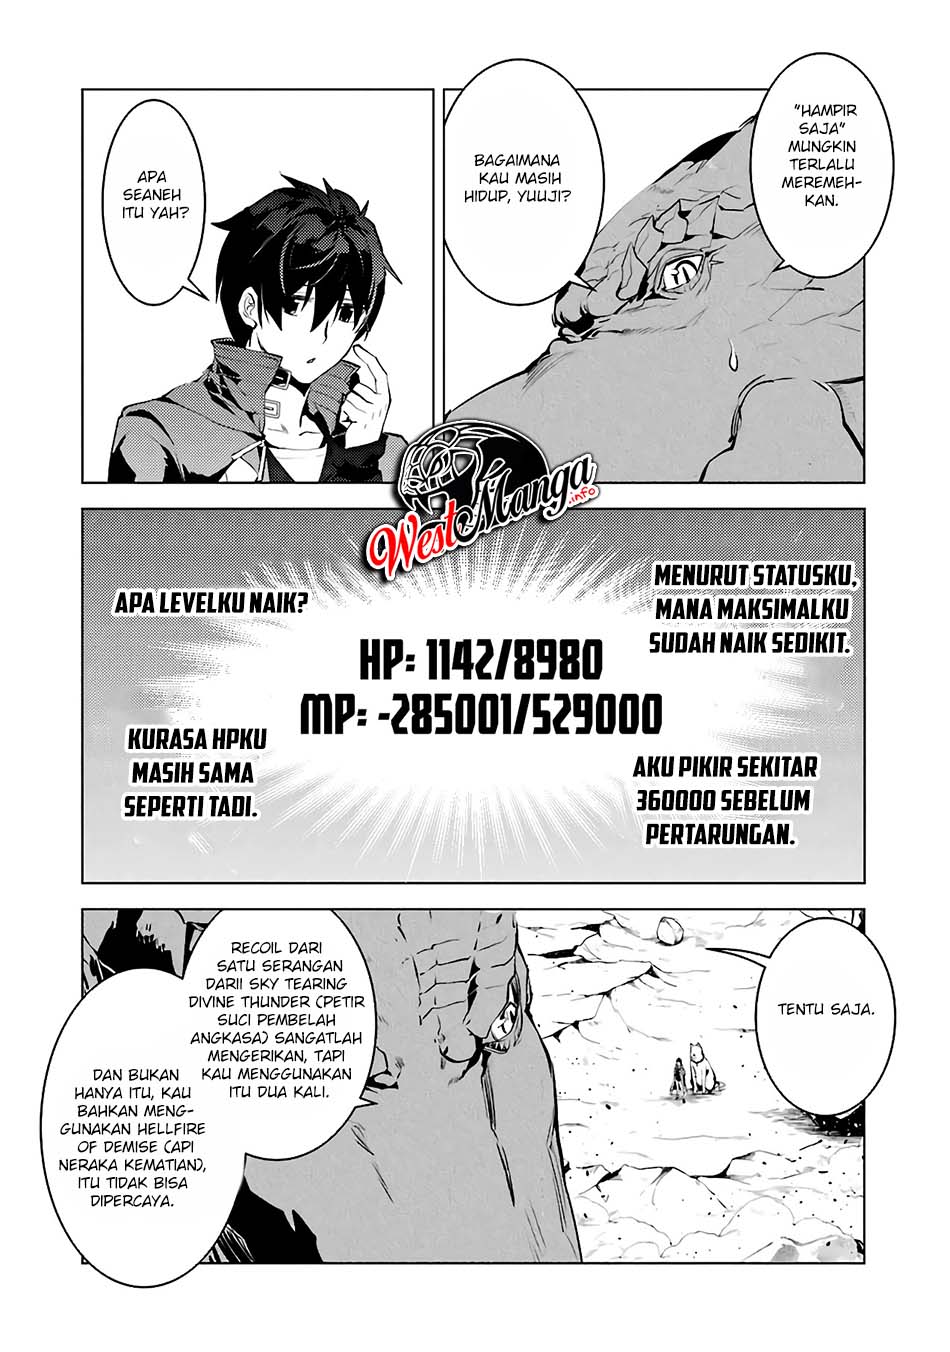 "HAMPIR
SAJA"
MUNGKIN
TERLALU
MEREMEH-
KAN.
BAGAIMANA
KAU MASIH
HIDUP, YUUJI?
APA
SEANEH
ITU YAH?
WestManga
.info
MENURUT STATUSKU,
MANA MAKSIMALKU
SUDAH NAIK SEDIKIT.
APA LEVELKU NAIK?
HP: 1142/8980
MP: -285001/529000
AKU PIKIR SEKITAR
360000 SEBELUM
PERTARUNGAN.
KURASA HPKU
MASIH SAMA
SEPERTI TADI.
TENTU SAJA.
RECOIL DARI
SATU SERANGAN
DARII SKY TEARING
DIVINE THUNDER (PETIR
SUCI PEMBELAH
ANGKASA) SANGATLAH
MENGERIKAN, TAPI
KAU MENGGUNAKAN
ITU DUA KALI.
DAN BUKAN
HANYA ITU, KAU
BAHKAN MENG-
GUNAKAN HELLFIRE
OF DEMISE (API
NERAKA KEMATIAN),
ITU TIDAK BISA
DIPERCAYA.